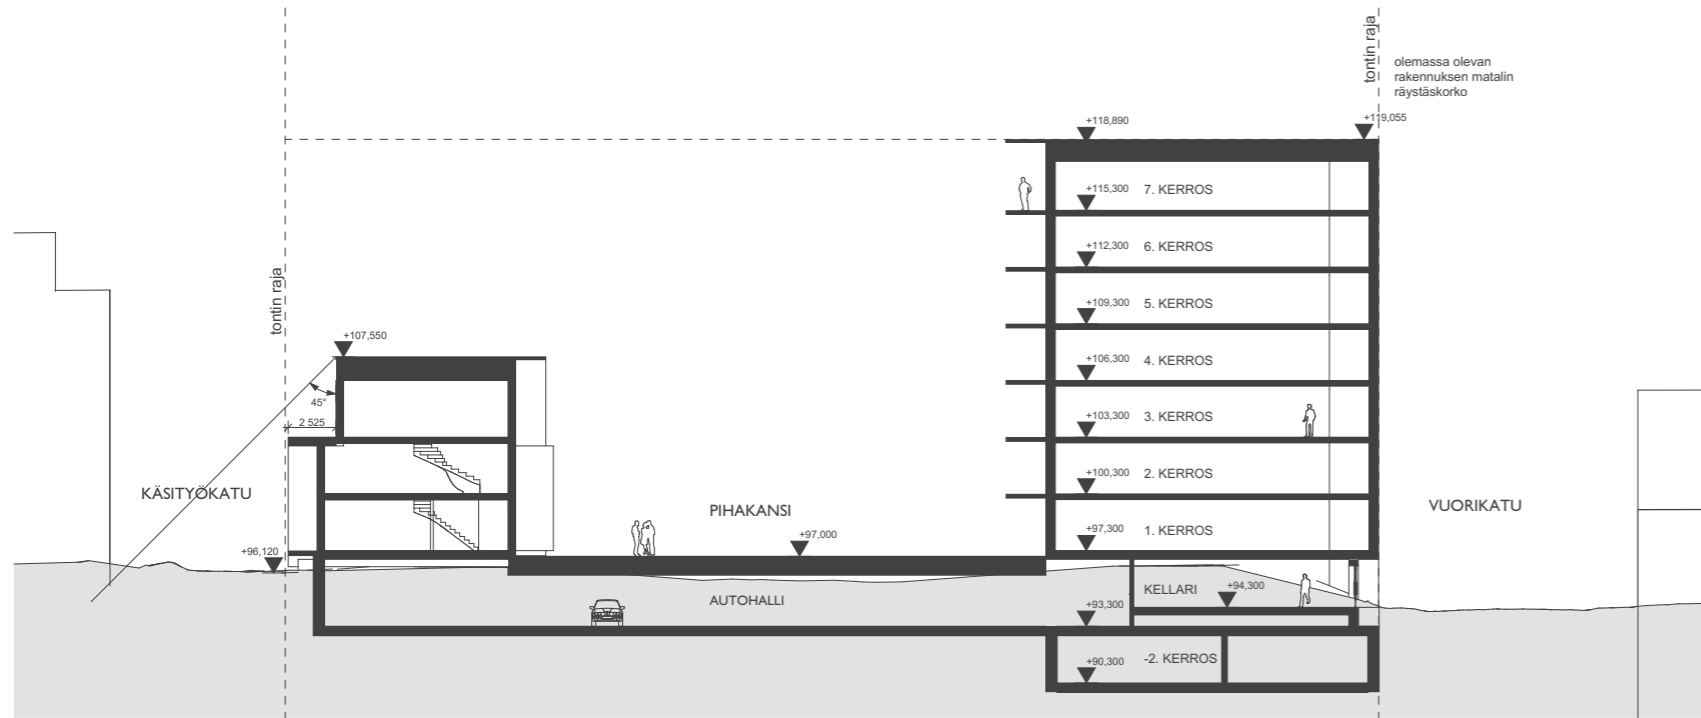 tontin raja
olemassa olevan
rakennuksen matalin
räystäskorko
+118,890
+119,055
+115,300 7. KERROS
+112,300 6. KERROS
tontin raja
+109,300 5. KERROS
+107,550
+106,300 4. KERROS
45°
2 525
+103,300 3. KERROS
+100,300 2. KERROS
KÄSITYÖKATU
PIHAKANSI
VUORIKATU
+97,300 1. KERROS
+97,000
+96,120
KELLARI +94,300
AUTOHALLI
+93,300
+90,300 -2. KERROS